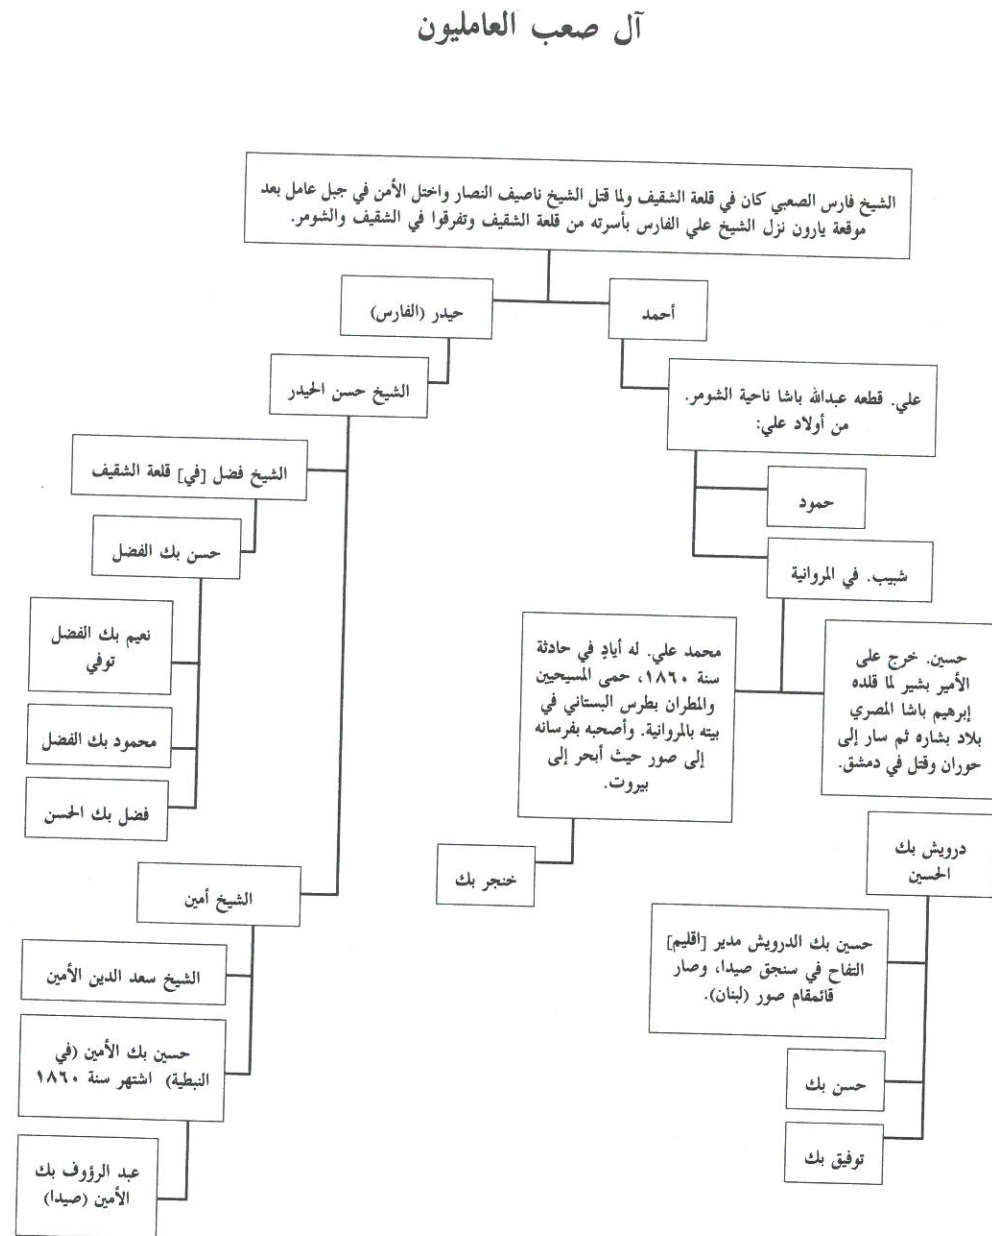 آل صعب العامليون
الشيخ فارس الصعبي كان في قلعة الشقيف ولما قتل الشيخ ناصيف النصار واختل الأمن في جبل عامل بعد
موقعة يارون نزل الشيخ علي الفارس بأسرته من قلعة الشقيف وتفرقوا في الشقيف والشومر.
أحمد
علي. قطعه عبدالله باشا ناحية الشومر.
من أولاد علي:
حمود
شبيب. في المروانية
حسين. خرج على
الأمير بشير لما قلده
إبرهيم باشا المصري
بلاد بشاره ثم سار إلى
حوران وقتل في دمشق.
درويش بك
الحسين
حسين بك الدرويش مدير [اقليم]
التفاح في سنجق صيدا، وصار
قائمقام صور (لبنان).
حسن بك
توفيق بك
محمد علي. له أيادٍ في حادثة
سنة ١٨٦٠، حمى المسيحيين
والمطران بطرس البستاني في
بيته بالمروانية. وأصحبه بفرسانه
إلى صور حيث أبحر إلى
بيروت.
خنجر بك
حيدر (الفارس)
الشيخ حسن الحيدر
الشيخ فضل [في] قلعة الشقيف
حسن بك الفضل
نعيم بك الفضل
توفي
محمود بك الفضل
فضل بك الحسن
الشيخ أمين
الشيخ سعد الدين الأمين
حسين بك الأمين (في
النبطية) اشتهر سنة ١٨٦٠
عبد الرؤوف بك
الأمين (صيدا)